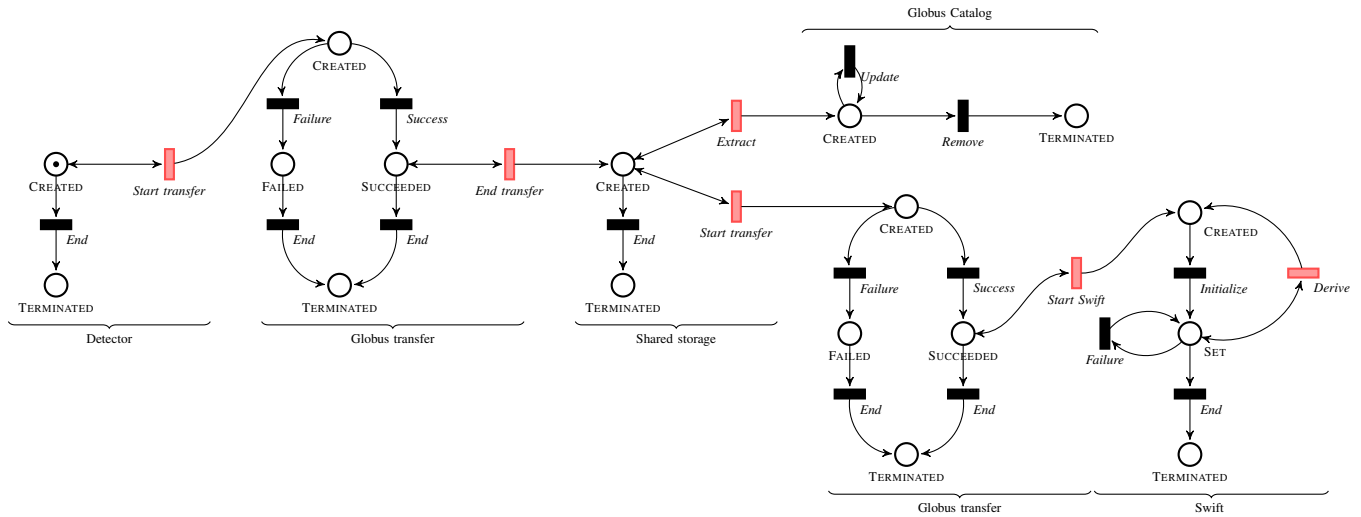 Globus Catalog
CREATED
Update
Failure
Success
Extract
CREATED
Remove
TERMINATED
CREATED
Start transfer
FAILED
SUCCEEDED
End transfer
CREATED
Start transfer
CREATED
CREATED
End
End
End
End
Failure
Success
Start Swift
Initialize
Derive
TERMINATED
TERMINATED
TERMINATED
Detector
Globus transfer
Shared storage
FAILED
SUCCEEDED
Failure
SET
End
End
End
TERMINATED
TERMINATED
Globus transfer
Swift